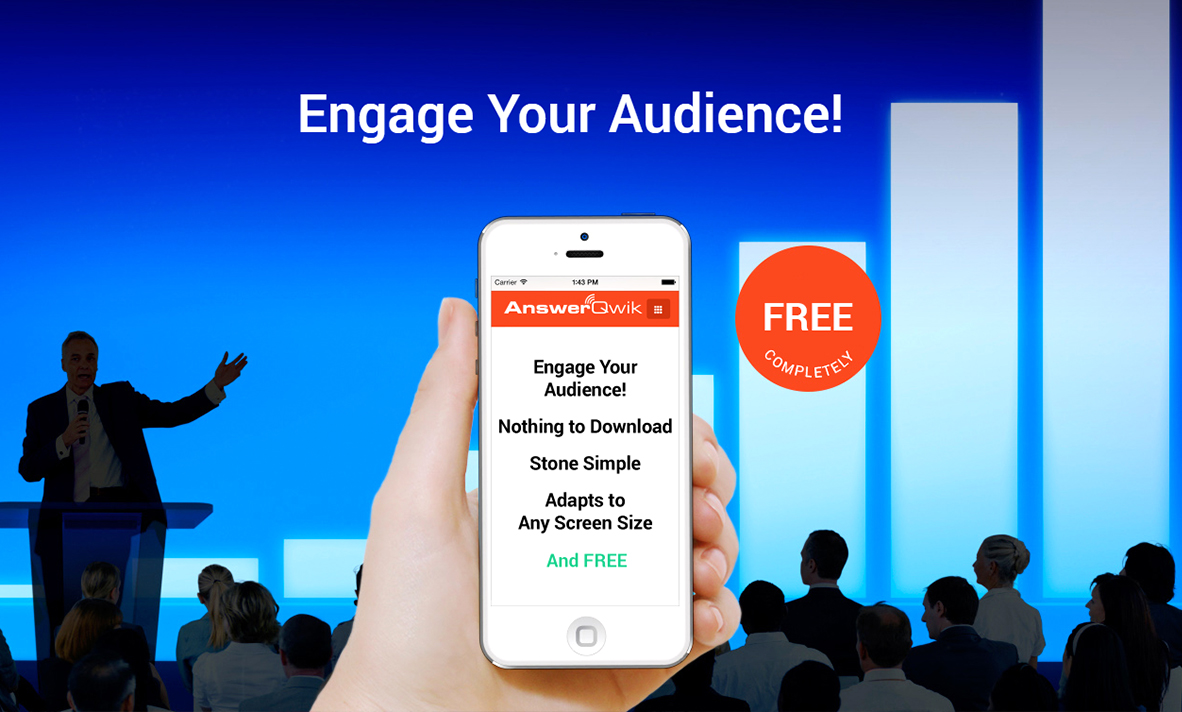 Engage Your Audience!
Carrier 1:43 PM
AnswerQwik
Engage Your
Audience!
Nothing to Download
Stone Simple
Adapts to
Any Screen Size
And FREE
FREE
COMPLETELY